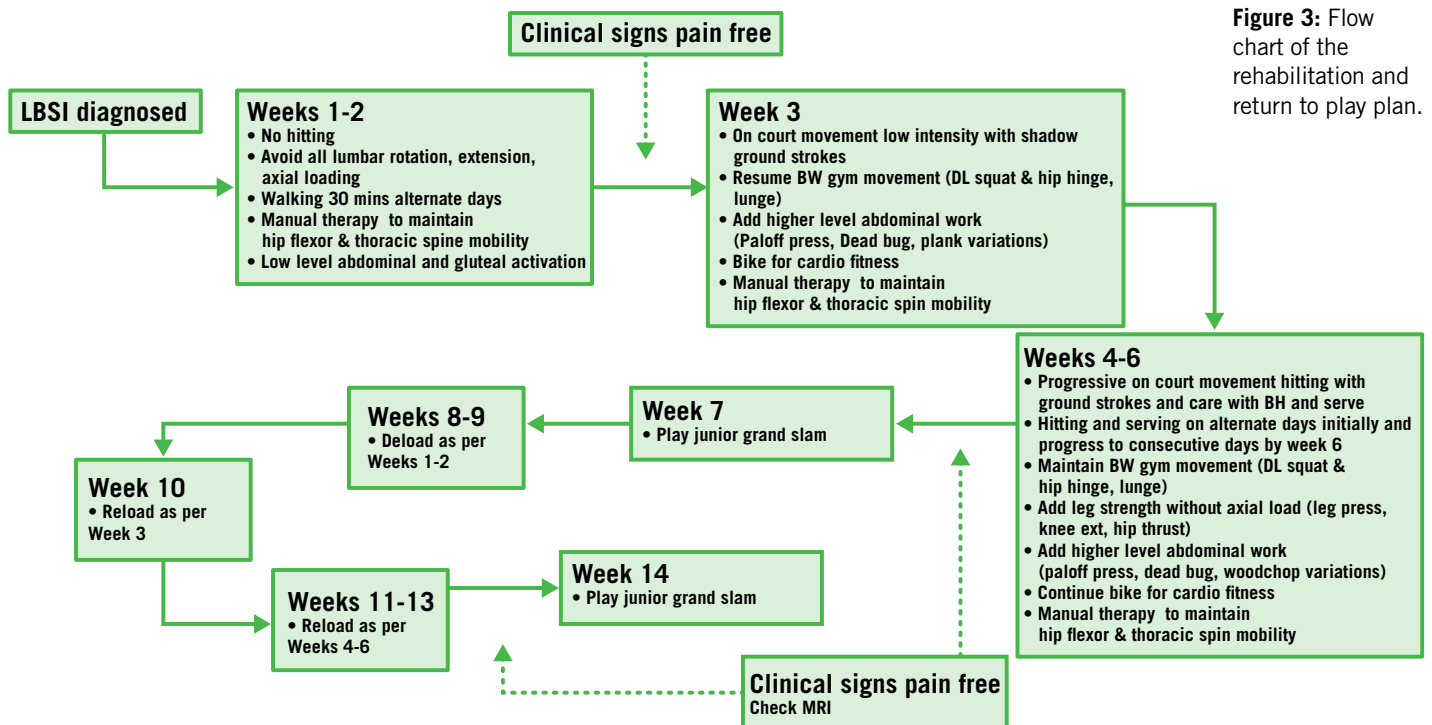 Figure 3: Flow
chart of the
rehabilitation and
return to play plan.
Clinical signs pain free
LBSI diagnosed
Weeks 1-2
• No hitting
• Avoid all lumbar rotation, extension,
axial loading
• Walking 30 mins alternate days
• Manual therapy to maintain
hip flexor & thoracic spine mobility
• Low level abdominal and gluteal activation
Week 3
• On court movement low intensity with shadow
ground strokes
• Resume BW gym movement (DL squat & hip hinge,
lunge)
• Add higher level abdominal work
(Paloff press, Dead bug, plank variations)
• Bike for cardio fitness
• Manual therapy to maintain
hip flexor & thoracic spin mobility
Weeks 4-6
• Progressive on court movement hitting with
ground strokes and care with BH and serve
• Hitting and serving on alternate days initially and
progress to consecutive days by week 6
• Maintain BW gym movement (DL squat &
hip hinge, lunge)
• Add leg strength without axial load (leg press,
knee ext, hip thrust)
• Add higher level abdominal work
(paloff press, dead bug, woodchop variations)
• Continue bike for cardio fitness
• Manual therapy to maintain
hip flexor & thoracic spin mobility
Week 7
• Play junior grand slam
Weeks 8-9
• Deload as per
Weeks 1-2
Week 10
• Reload as per
Week 3
Weeks 11-13
• Reload as per
Weeks 4-6
Week 14
• Play junior grand slam
Clinical signs pain free
Check MRI